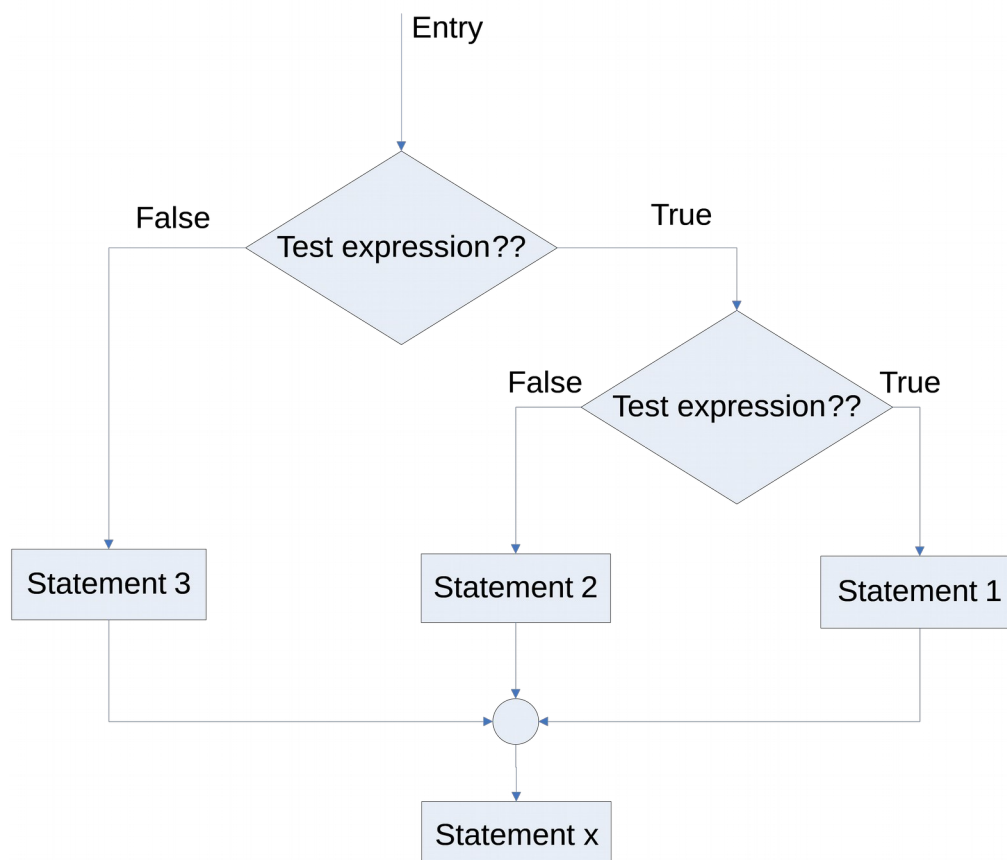 Entry
False
True
Test expression??
False
True
Test expression??
Statement 3
Statement 2
Statement 1
Statement x